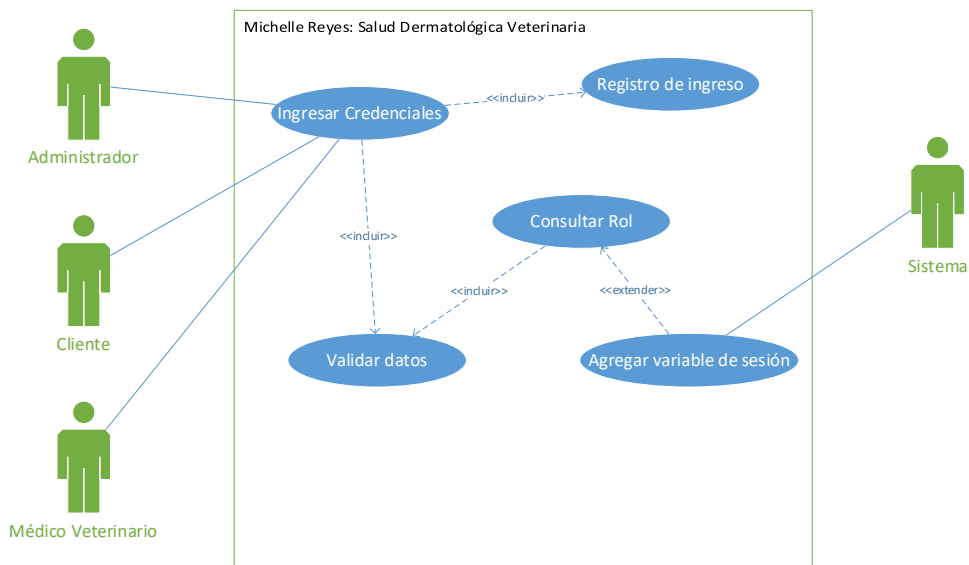 Michelle Reyes: Salud Dermatológica Veterinaria
Registro de ingreso
<<incluir>>
Ingresar Credenciales
Administrador
Consultar Rol
<<incluir>>
Sistema
<<incluir>>
<<extender>>
Cliente
Validar datos
Agregar variable de sesión
Médico Veterinario